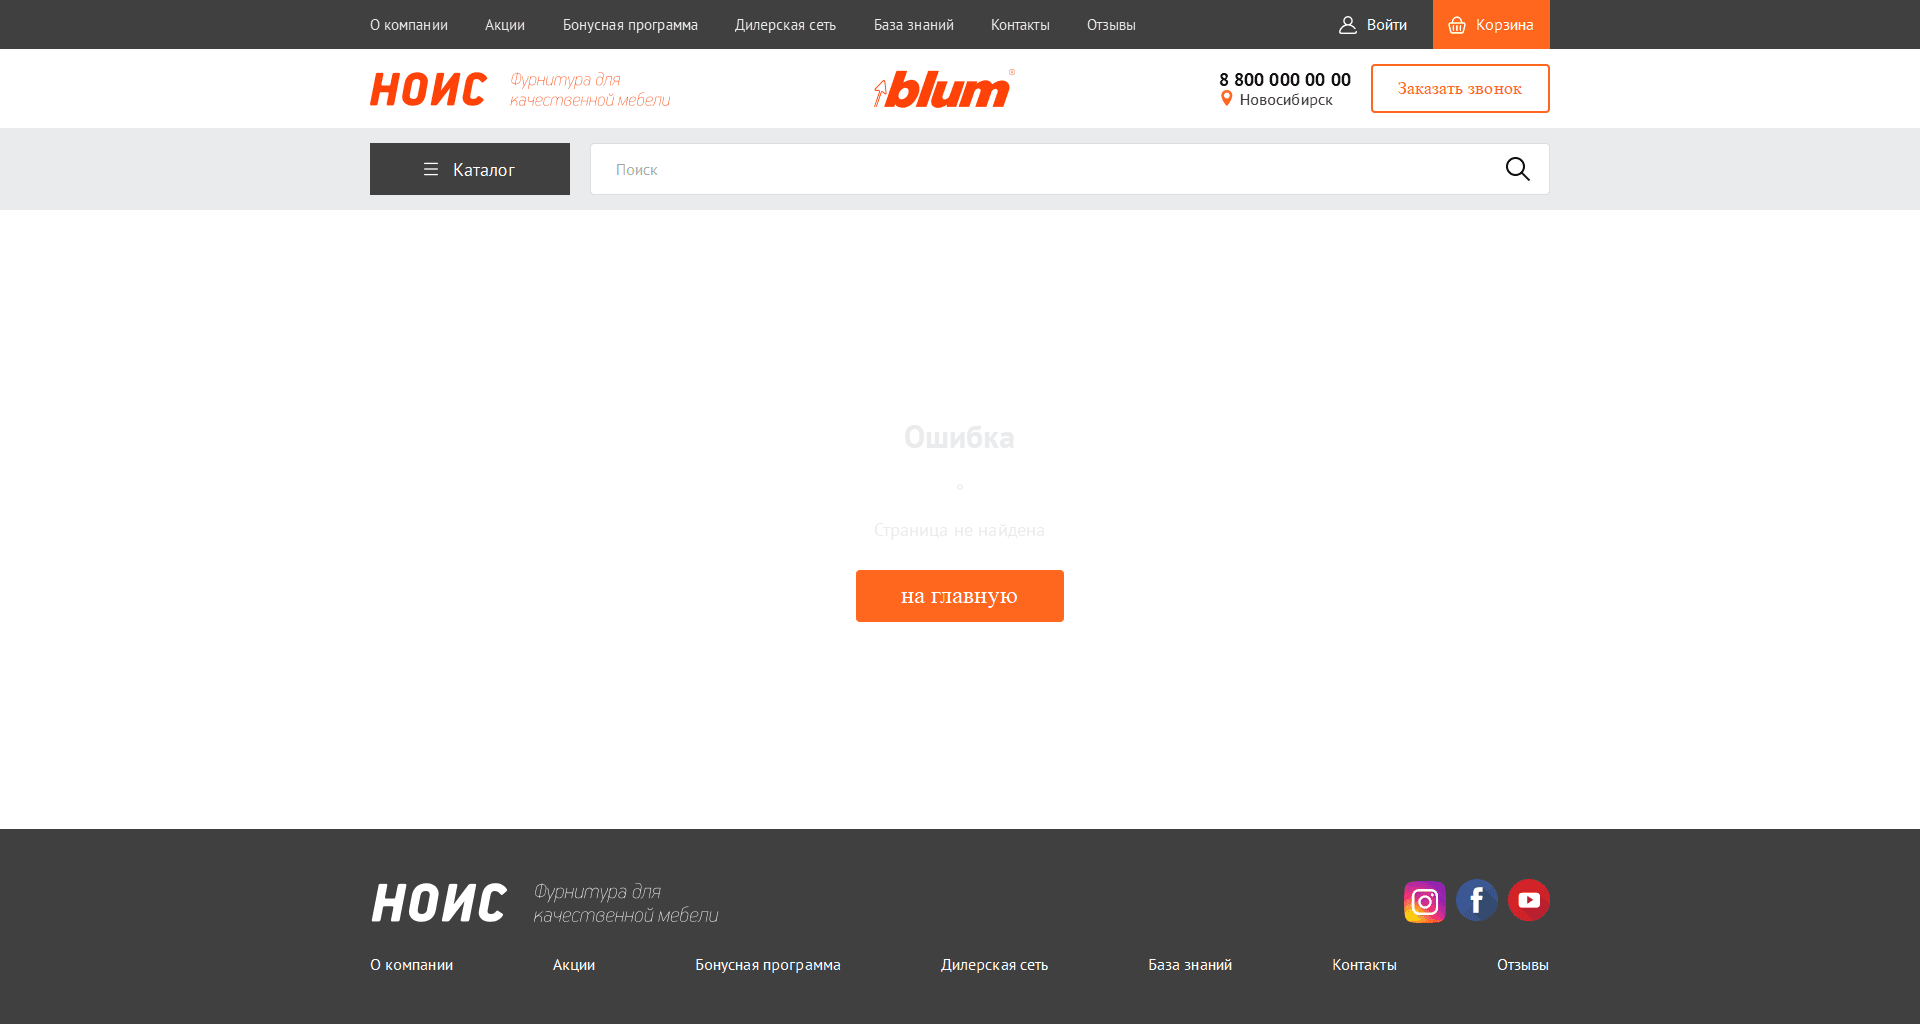 О компании
Акции
Бонусная программа
Дилерская сеть
База знаний
Контакты
Отзывы
Войти
Корзина
НОИС
Фурнитура для
качественной мебели
blum®
8 800 000 00 00
Новосибирск
Заказать звонок
Каталог
Поиск
Ошибка
Страница не найдена
на главную
НОИС
Фурнитура для
качественной мебели
О компании
Акции
Бонусная программа
Дилерская сеть
База знаний
Контакты
Отзывы